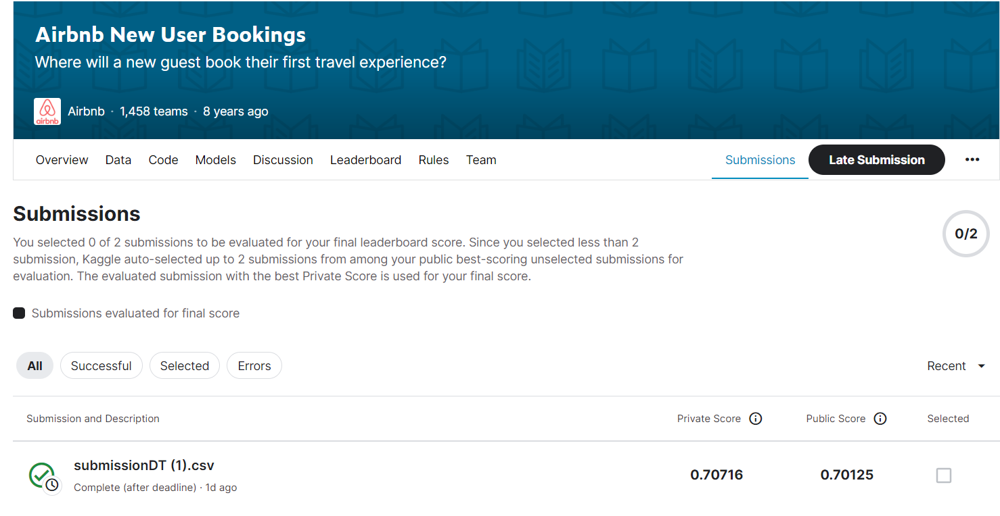 Airbnb New User Bookings
Where will a new guest book their first travel experience?
airbnb
Airbnb · 1,458 teams · 8 years ago
Overview Data Code Models Discussion Leaderboard Rules Team Submissions Late Submission
Submissions
You selected 0 of 2 submissions to be evaluated for your final leaderboard score. Since you selected less than 2
submission, Kaggle auto-selected up to 2 submissions from among your public best-scoring unselected submissions for
evaluation. The evaluated submission with the best Private Score is used for your final score.
0/2
Submissions evaluated for final score
All Successful Selected Errors Recent
Submission and Description Private Score Public Score Selected
submissionDT (1).csv
Complete (after deadline) · 1d ago
0.70716 0.70125